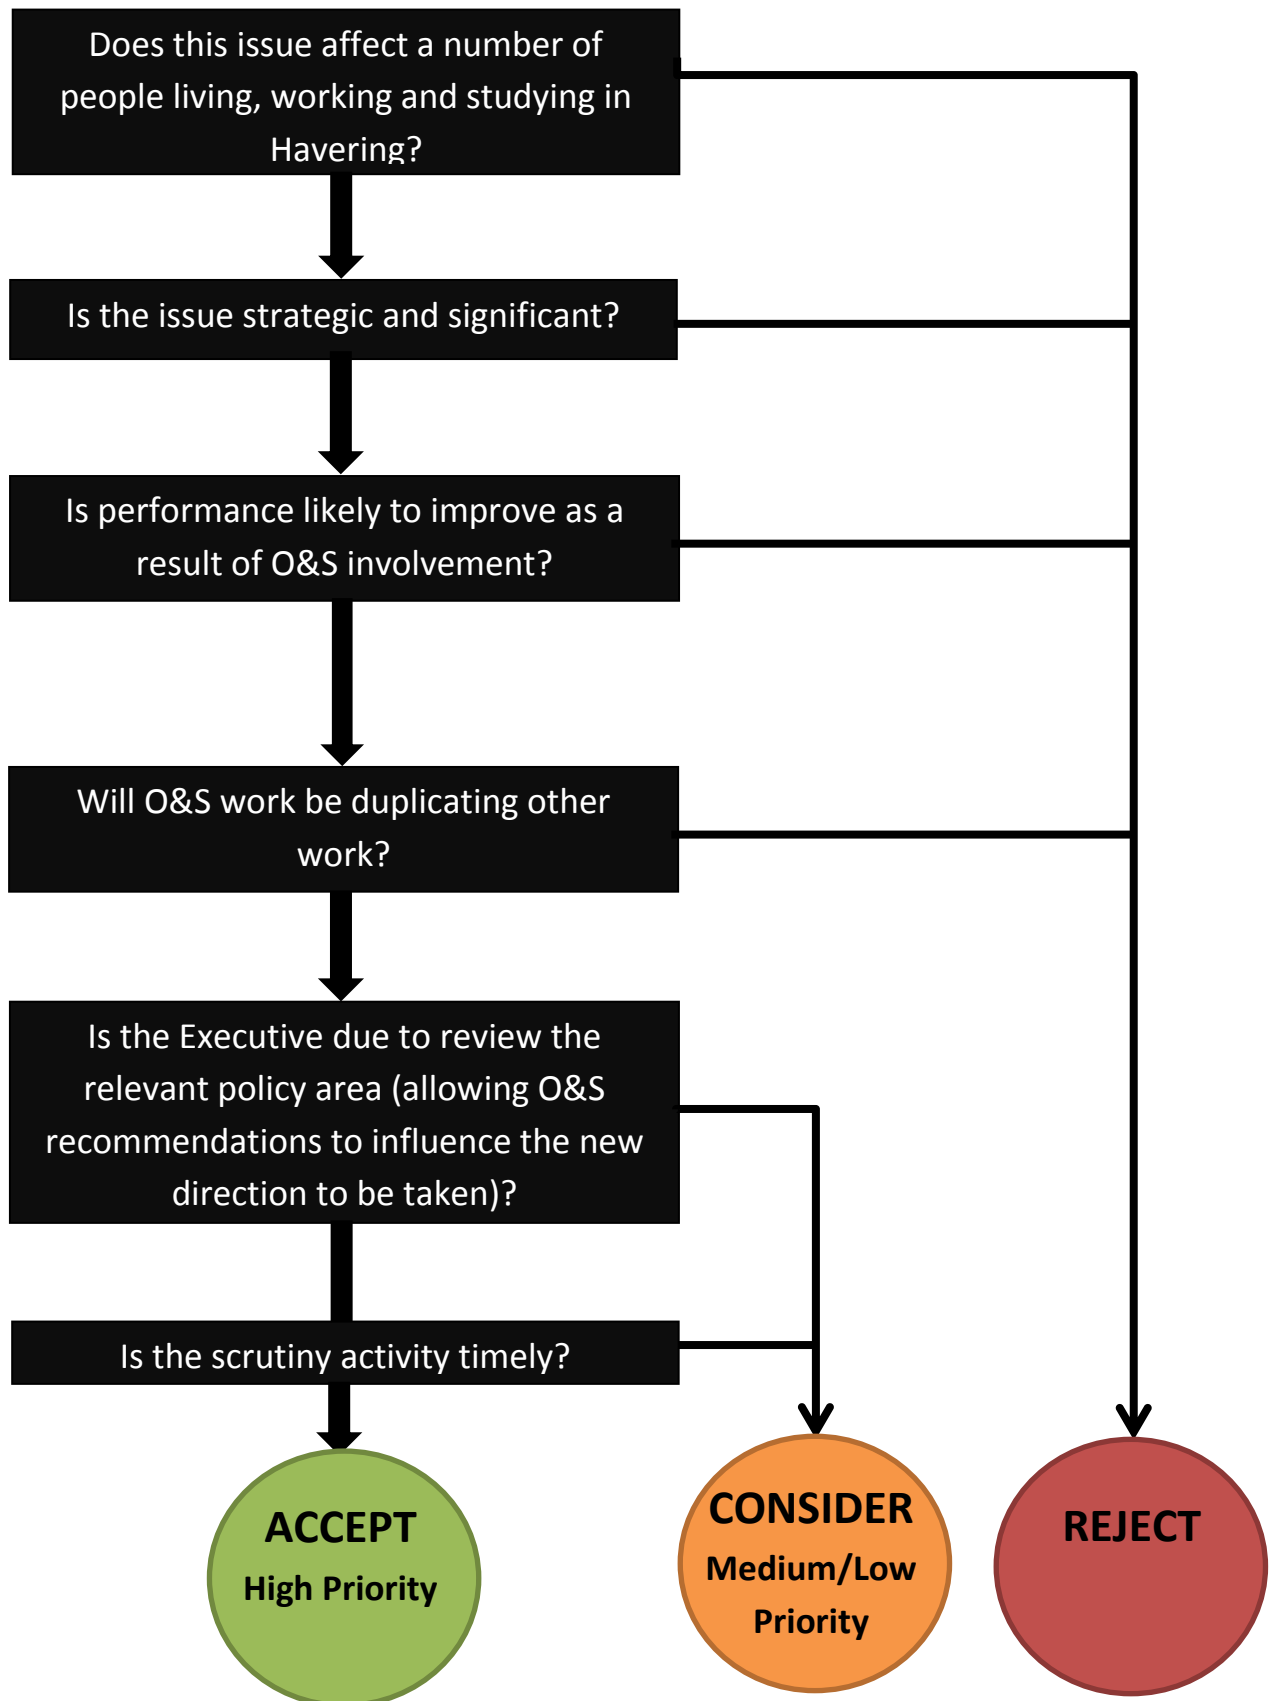 Does this issue affect a number of
people living, working and studying in
Havering?
Is the issue strategic and significant?
Is performance likely to improve as a
result of O&S involvement?
Will O&S work be duplicating other
work?
Is the Executive due to review the
relevant policy area (allowing O&S
recommendations to influence the new
direction to be taken)?
Is the scrutiny activity timely?
ACCEPT
High Priority
CONSIDER
Medium/Low
Priority
REJECT